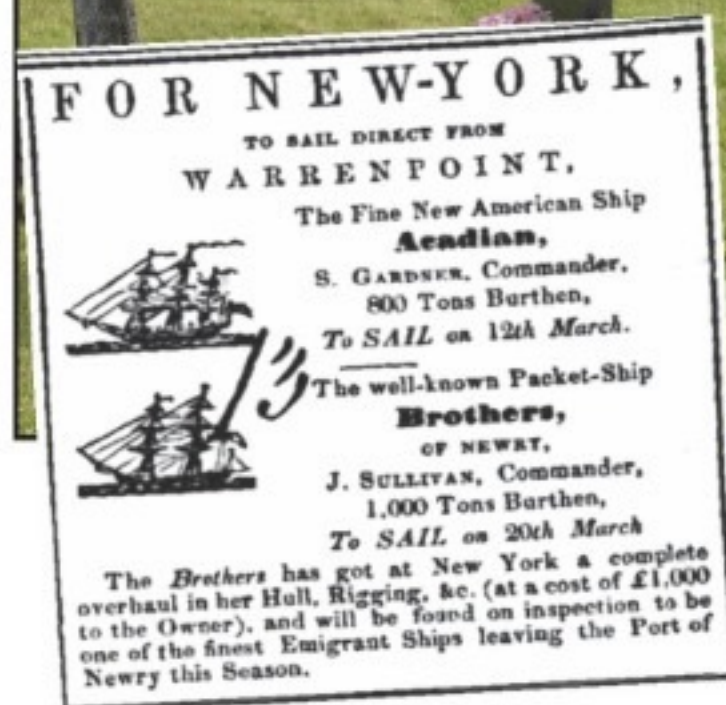 FOR NEW-YORK,
TO SAIL DIRECT FROM
WARRENPOINT,
The Fine New American Ship
Acadian,
S. GARDNER, Commander,
800 Tons Burthen,
To SAIL on 12th March.
The well-known Packet-Ship
Brothers,
OF NEWRY,
J. SULLIVAN, Commander,
1,000 Tons Burthen,
To SAIL on 20th March
The Brothers has got at New York a complete
overhaul in her Hull, Rigging, &c. (at a cost of £1,000
to the Owner), and will be found on inspection to be
one of the finest Emigrant Ships leaving the Port of
Newry this Season.